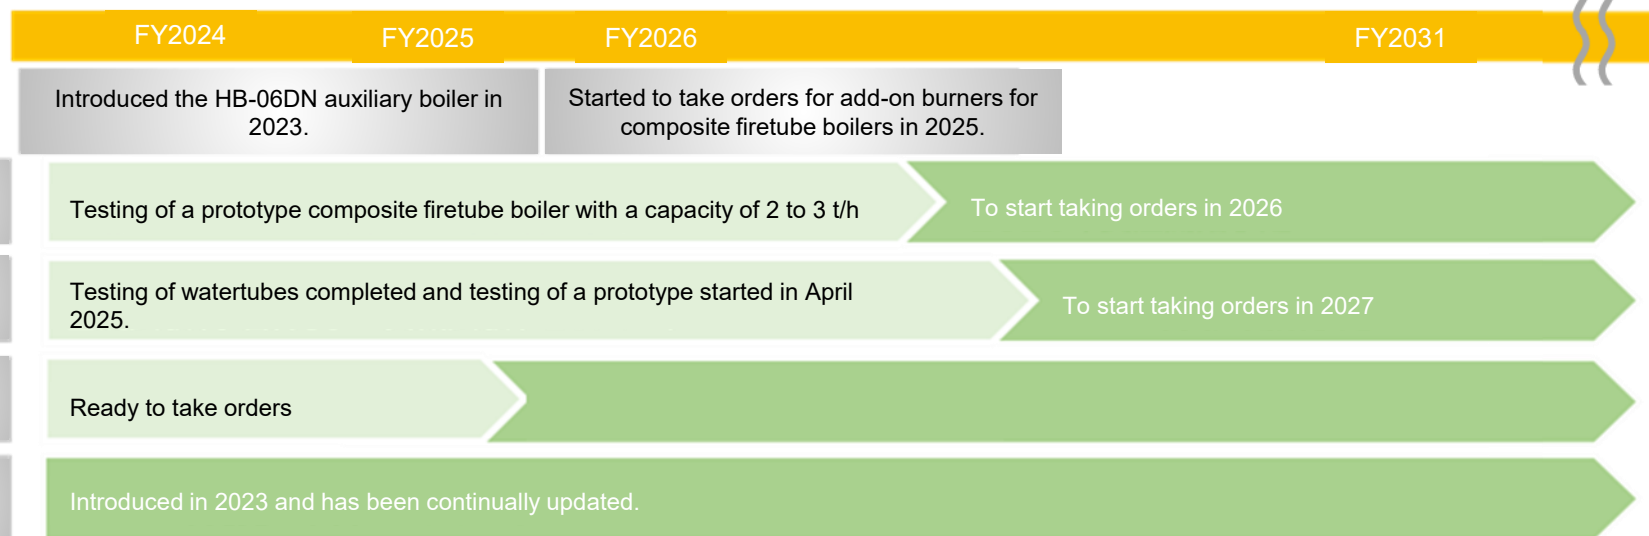 FY2024
FY2025
FY2026
FY2031
Introduced the HB-06DN auxiliary boiler in
2023.
Started to take orders for add-on burners for
composite firetube boilers in 2025.
Testing of a prototype composite firetube boiler with a capacity of 2 to 3 t/h
To start taking orders in 2026
Testing of watertubes completed and testing of a prototype started in April
2025.
To start taking orders in 2027
Ready to take orders
Introduced in 2023 and has been continually updated.